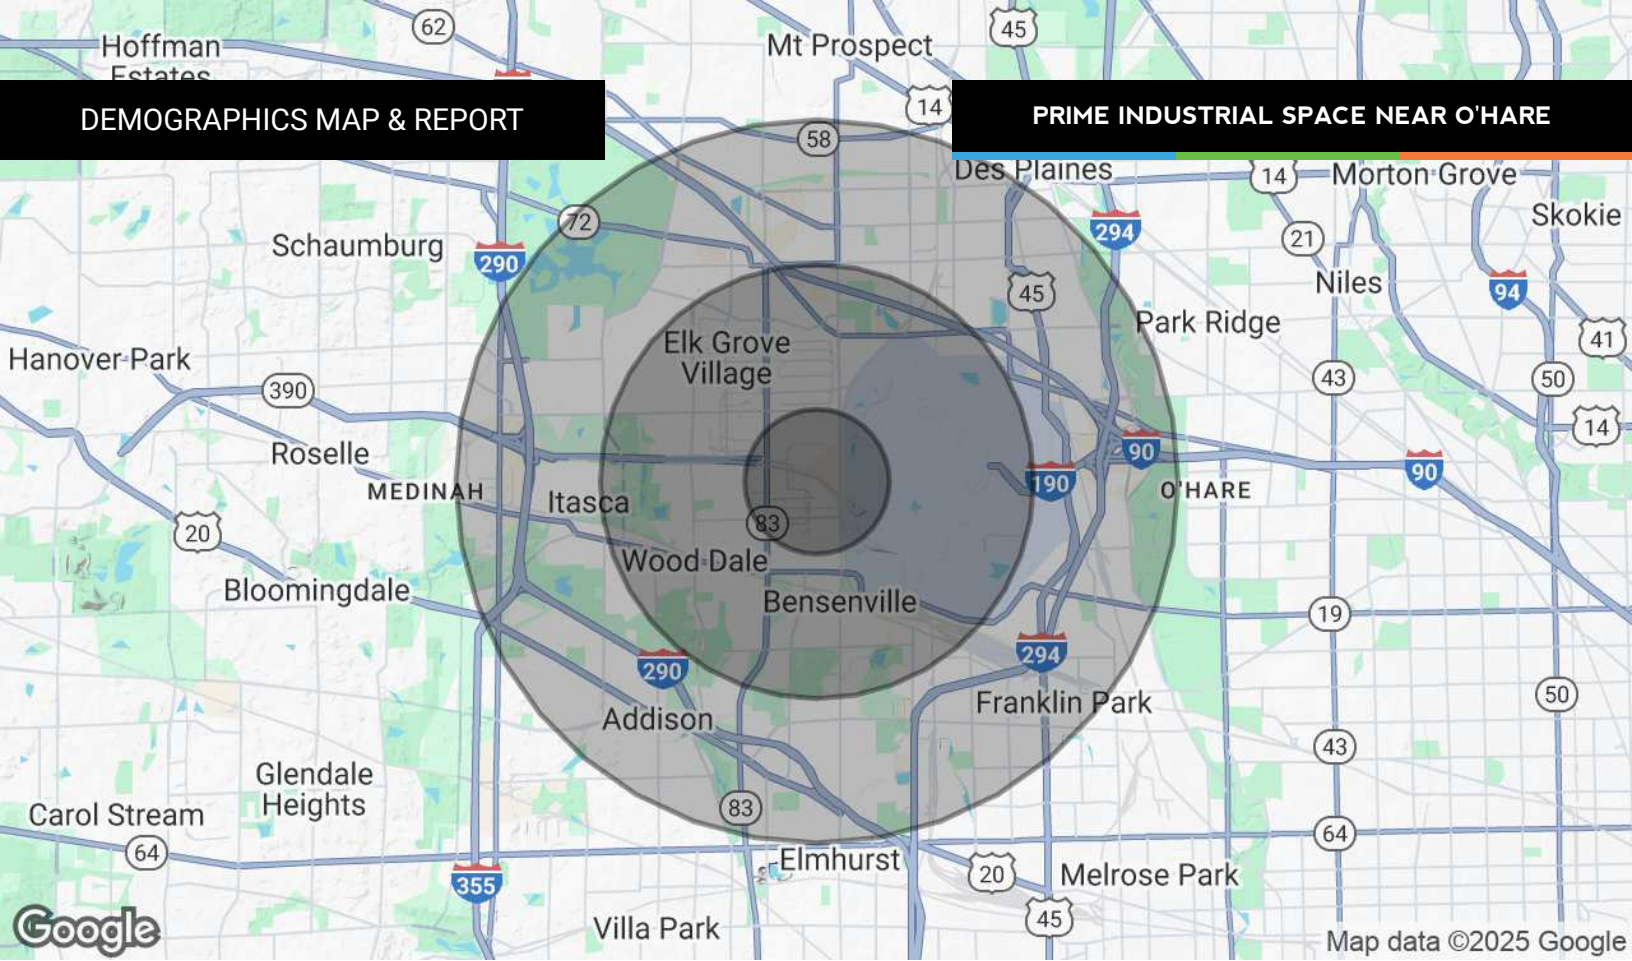 62
45
Hoffman
Estates
Mt Prospect
14
DEMOGRAPHICS MAP & REPORT
PRIME INDUSTRIAL SPACE NEAR O'HARE
58
Des Plaines
14
Morton Grove
72
Skokie
294
21
Schaumburg
290
Niles
45
94
Park Ridge
41
Elk Grove
Village
Hanover Park
43
50
390
14
Roselle
90
90
MEDINAH
190
O'HARE
Itasca
83
20
Wood Dale
Bloomingdale
Bensenville
19
294
290
50
Franklin Park
Addison
43
Glendale
Heights
83
Carol Stream
64
64
Elmhurst
20
Melrose Park
355
45
Villa Park
Google
Map data ©2025 Google